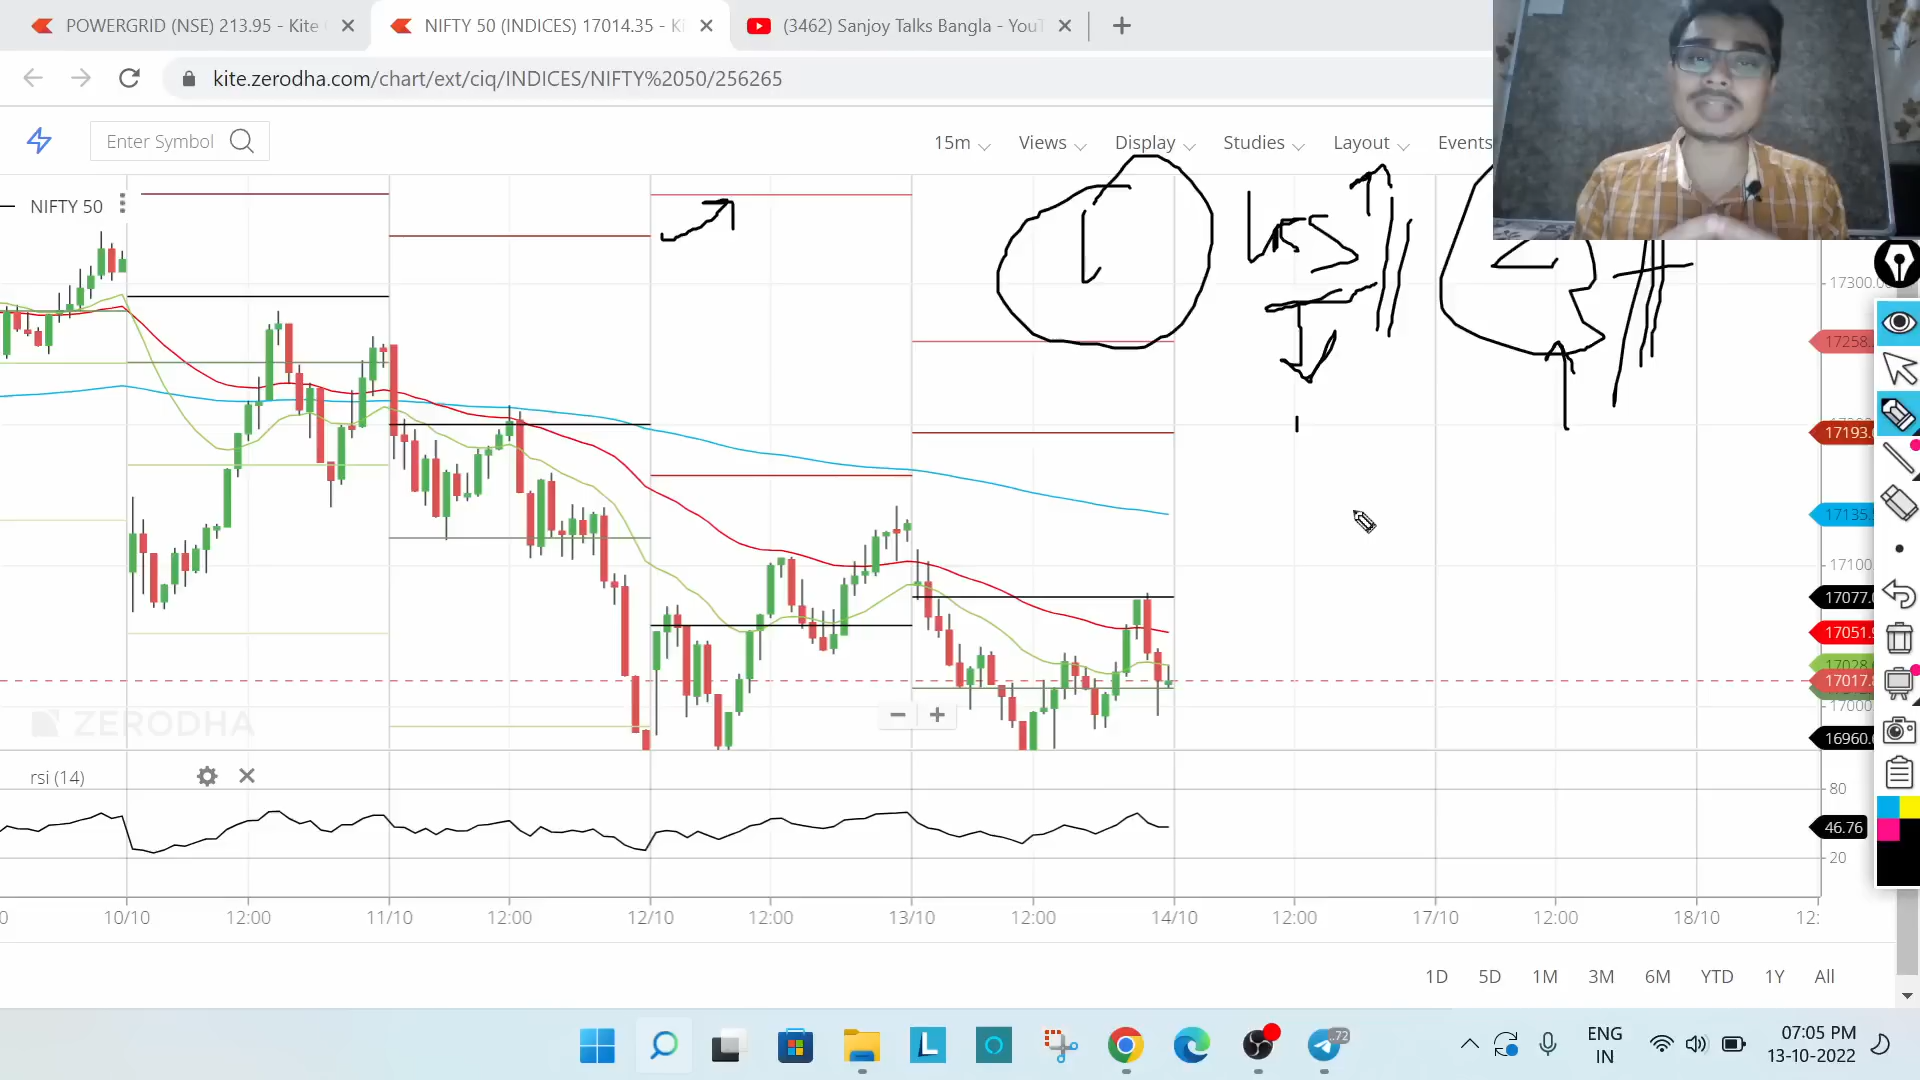 POWERGRID (NSE) 213.95 - Kite
NIFTY 50 (INDICES) 17014.35 - Ki
(3462) Sanjoy Talks Bangla - YouT
kite.zerodha.com/chart/ext/ciq/INDICES/NIFTY%2050/256265
Enter Symbol
15m Views Display Studies Layout Events
NIFTY 50
17300.0
17258.
17193.
17135.
17100
17077.
17051.
17028.
17017.
17000
16960.
ZERODHA
rsi (14)
80
46.76
20
10/10 12:00 11/10 12:00 12/10 12:00 13/10 12:00 14/10 12:00 17/10 12:00 18/10 12:
1D 5D 1M 3M 6M YTD 1Y All
72
ENG
IN
07:05 PM
13-10-2022